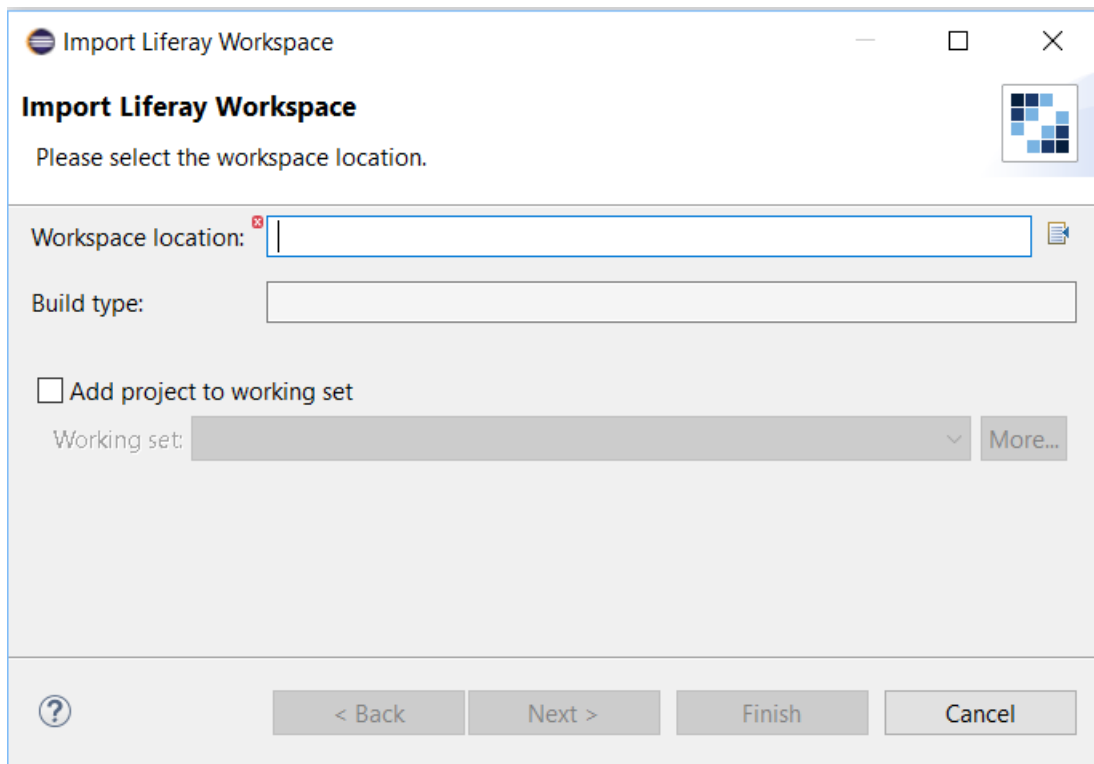 Import Liferay Workspace
Import Liferay Workspace
Please select the workspace location.
Workspace location:
Build type:
Add project to working set
Working set: More...
? < Back Next > Finish Cancel